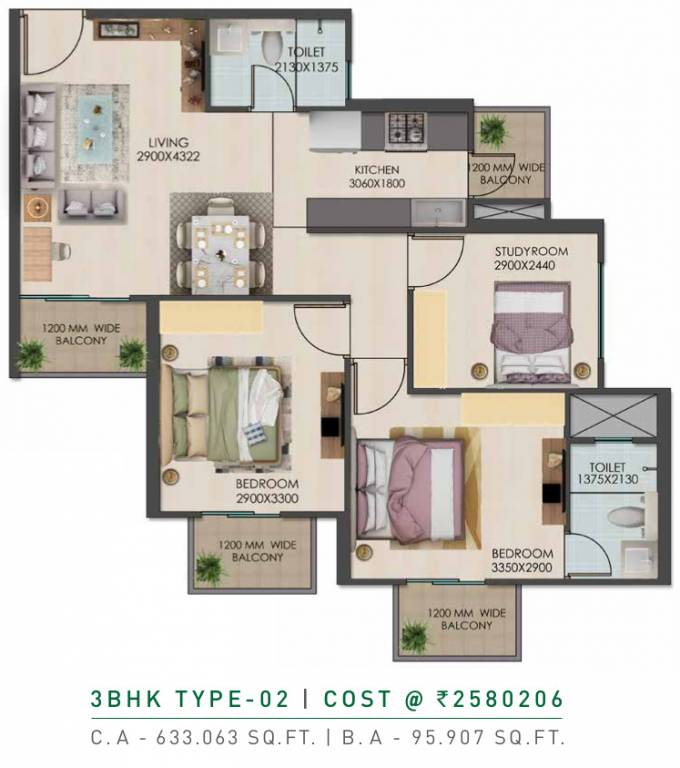 TOILET
2130X1375
LIVING
2900X4322
KITCHEN
3060X1800
1200 MM WIDE
BALCONY
STUDYROOM
2900X2440
1200 MM WIDE
BALCONY
BEDROOM
2900X3300
TOILET
1375X2130
1200 MM WIDE
BALCONY
BEDROOM
3350X2900
1200 MM WIDE
BALCONY
3BHK TYPE-02 | COST @ ₹2580206
C.A - 633.063 SQ.FT. | B.A - 95.907 SQ.FT.